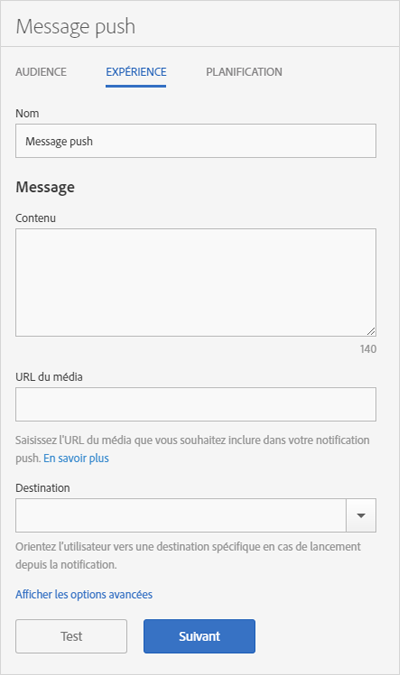 Message push
AUDIENCE EXPÉRIENCE PLANIFICATION
Nom
Message push
Message
Contenu
140
URL du média
Saisissez l'URL du média que vous souhaitez inclure dans votre notification
push. En savoir plus
Destination
Orientez l'utilisateur vers une destination spécifique en cas de lancement
depuis la notification.
Afficher les options avancées
Test Suivant